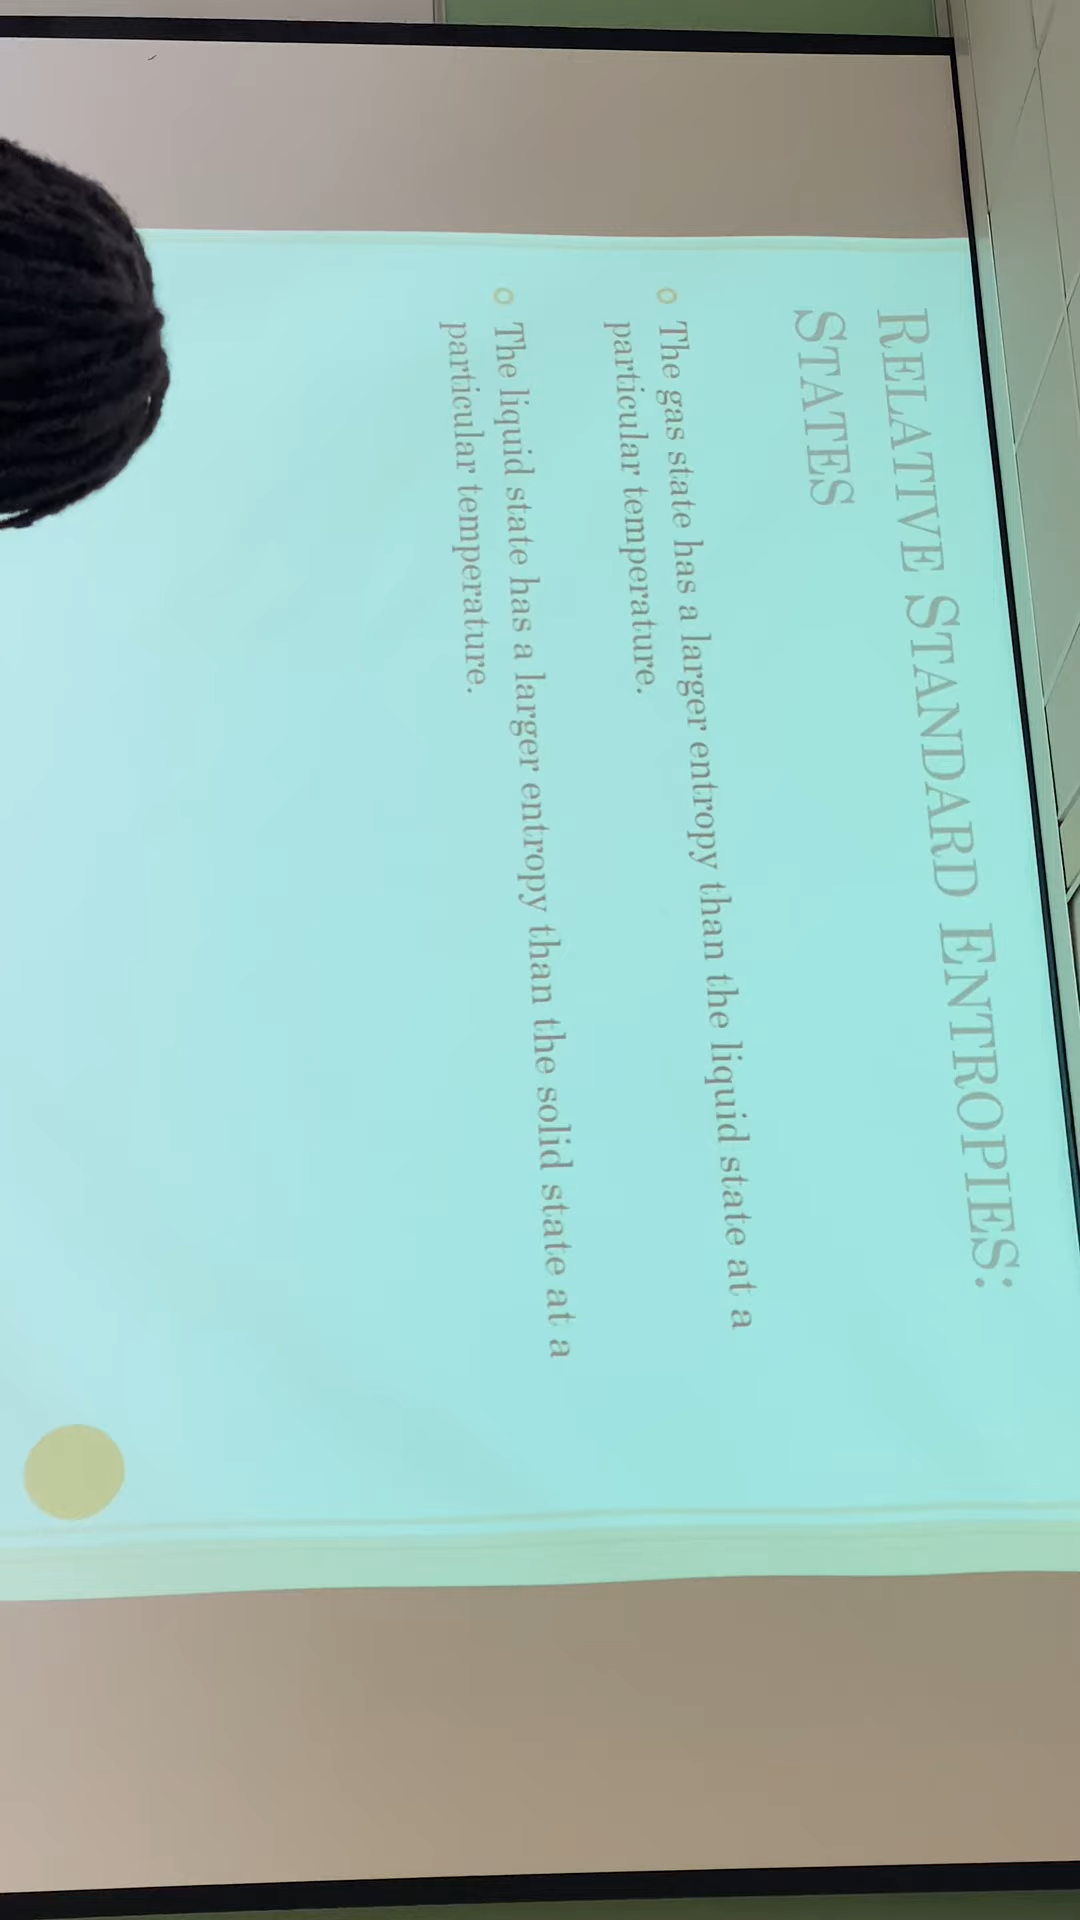 RELATIVE STANDARD ENTROPIES:
STATES
The gas state has a larger entropy than the liquid state at a
particular temperature.
The liquid state has a larger entropy than the solid state at a
particular temperature.